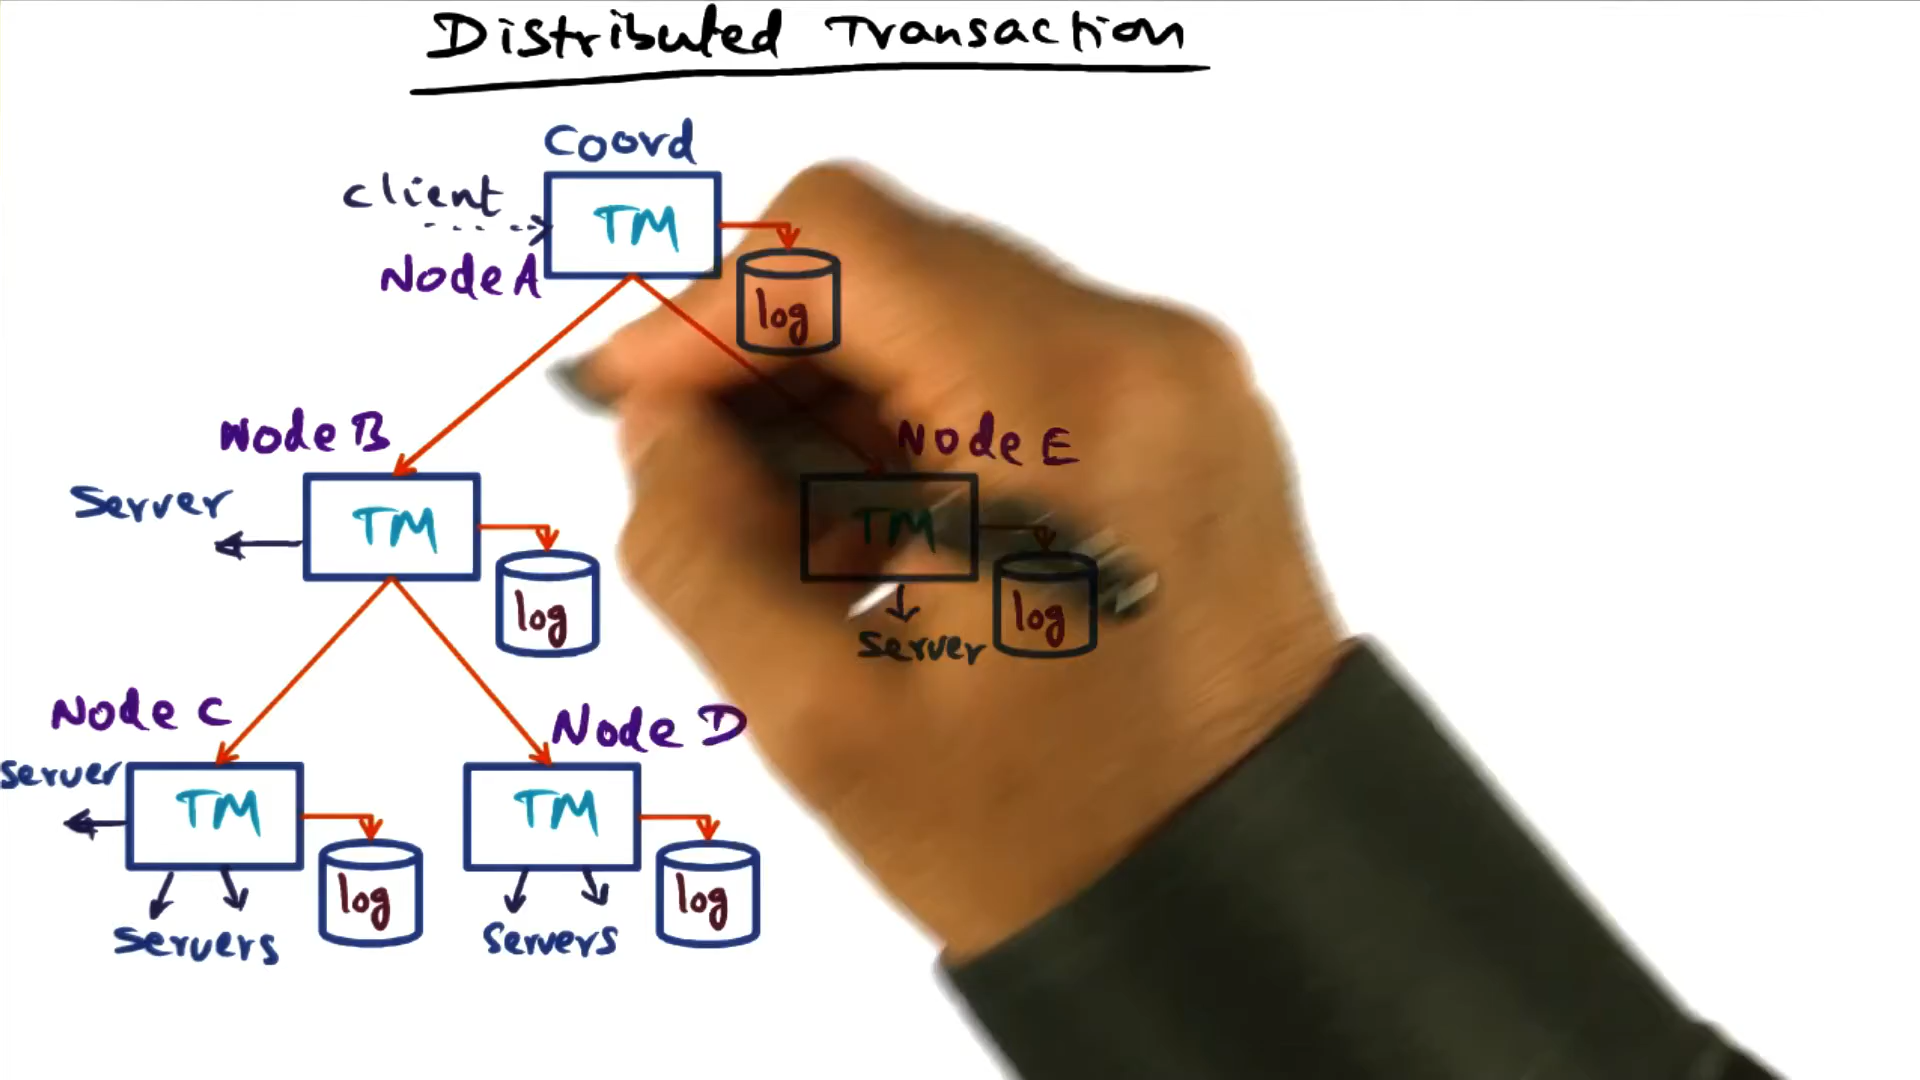 Distributed Transaction
Coord
client
TM
Node A
log
Node B
Node E
Server
TM
TM
log
log
server
Node C
Node D
server
TM
TM
log
log
servers
servers